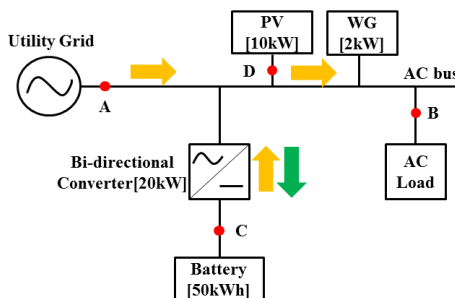 Utility Grid
PV
[10kW]
WG
[2kW]
D
AC bus
A
B
Bi-directional
Converter[20kW]
AC
Load
C
Battery
[50kWh]